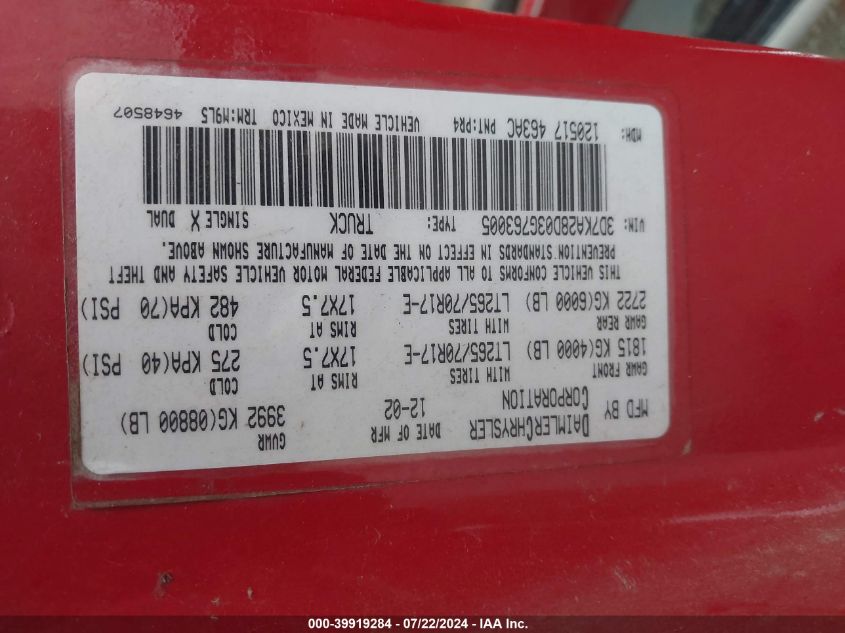 MFD BY DAIMLERCHRYSLER CORPORATION DATE OF MFR 12-02 GVWR 3992 KG(08800 LB)
GAWR FRONT WITH TIRES RIMS AT COLD
1815 KG(4000 LB) LT265/70R17-E 17X7.5 275 KPA(40 PSI)
GAWR REAR WITH TIRES RIMS AT COLD
2722 KG(6000 LB) LT265/70R17-E 17X7.5 482 KPA(70 PSI)
THIS VEHICLE CONFORMS TO ALL APPLICABLE FEDERAL MOTOR VEHICLE SAFETY AND THEFT
PREVENTION STANDARDS IN EFFECT ON THE DATE OF MANUFACTURE SHOWN ABOVE.
VIN: 3D7KA28D03G763005 TYPE: TRUCK SINGLE X DUAL
MDH: 120517 463AC PNT:PR4 VEHICLE MADE IN MEXICO TRM:M9L5 4648507
000-39919284 - 07/22/2024 - IAA Inc.